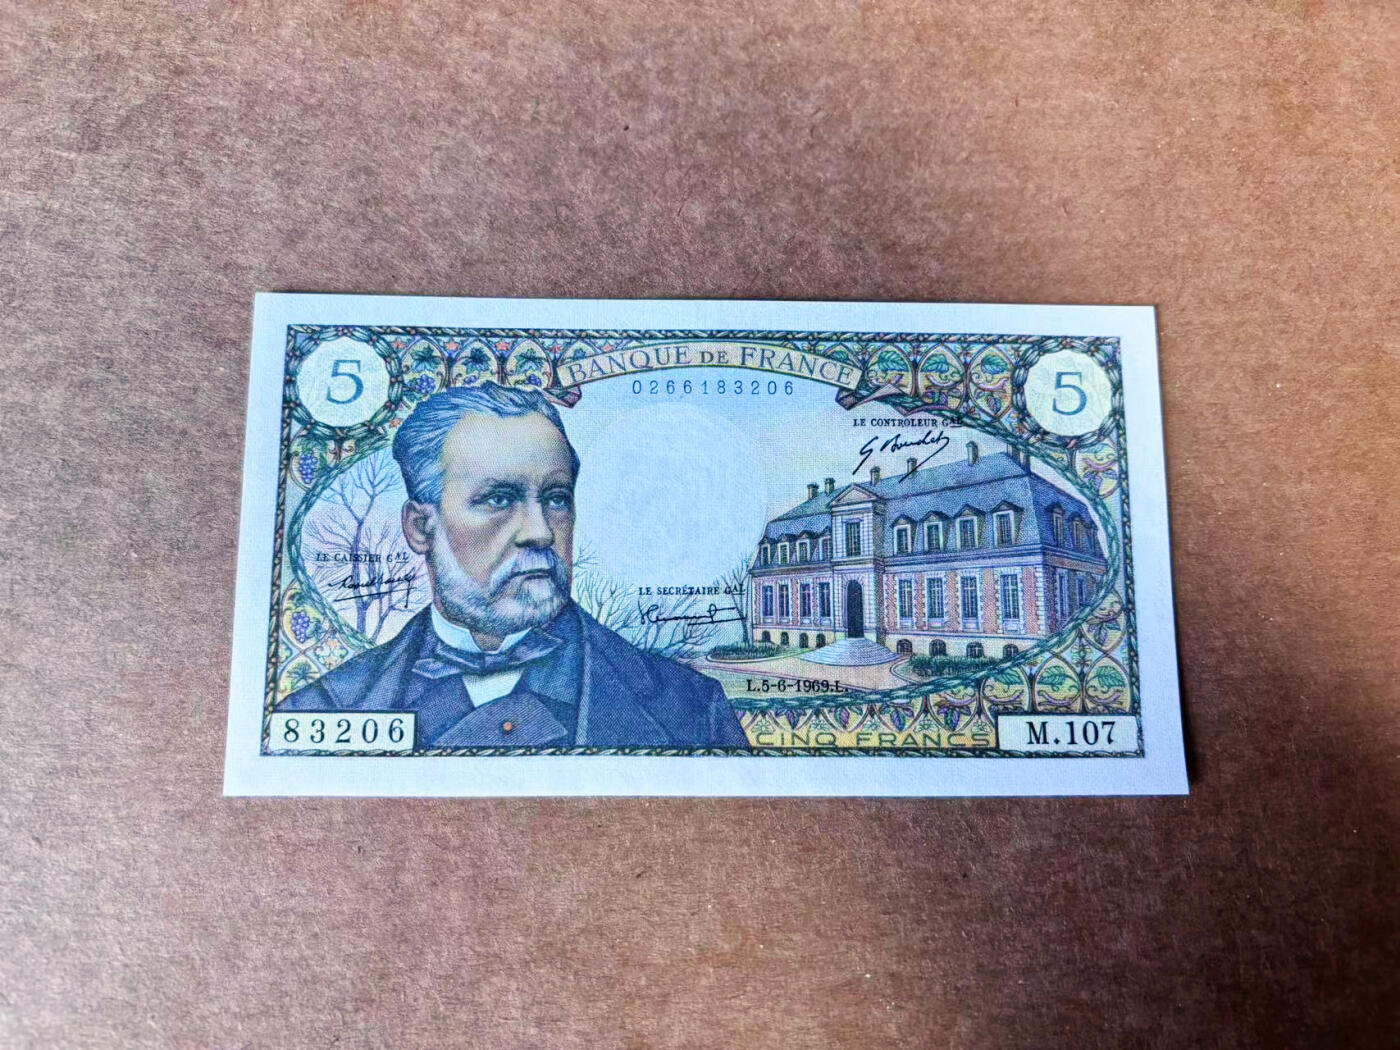 BANQUE DE FRANCE
5
5
0266183206
LE CONTROLEUR GAL
G Bouchet
LE CAISSIER GAL
LE SECRÉTAIRE GAL
L.5-6-1969.L.
83206
CINQ FRANCS
M.107